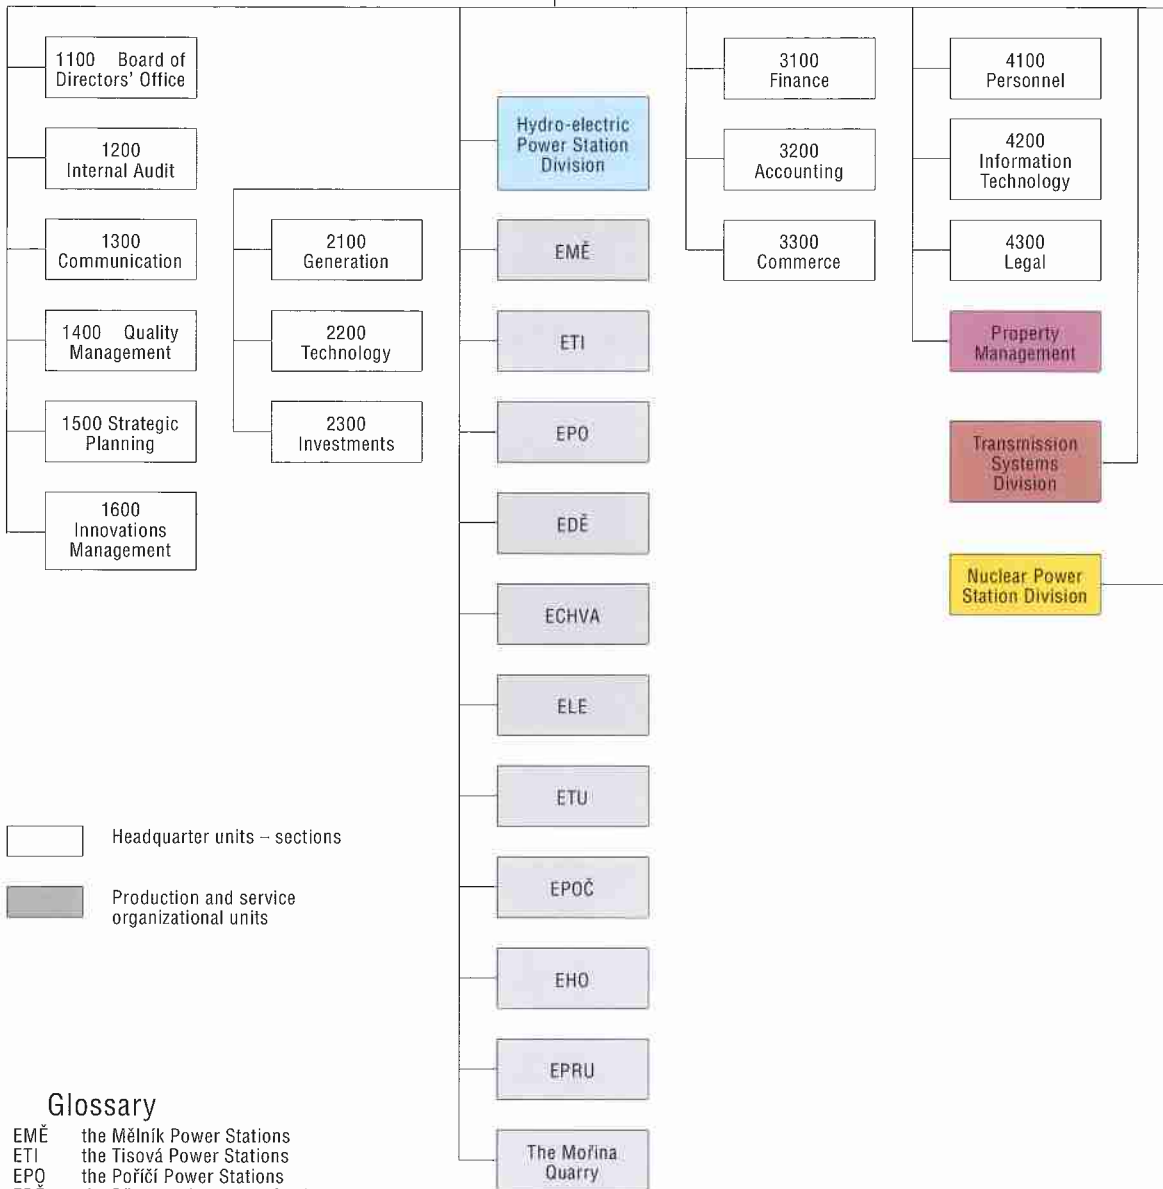 1100 Board of
Directors' Office
1200
Internal Audit
1300
Communication
1400 Quality
Management
1500 Strategic
Planning
1600
Innovations
Management
2100
Generation
2200
Technology
2300
Investments
Hydro-electric
Power Station
Division
EMĚ
ETI
EPO
EDĚ
ECHVA
ELE
ETU
EPOČ
EHO
EPRU
The Mořina
Quarry
3100
Finance
3200
Accounting
3300
Commerce
4100
Personnel
4200
Information
Technology
4300
Legal
Property
Management
Transmission
Systems
Division
Nuclear Power
Station Division
Headquarter units – sections
Production and service
organizational units
Glossary
EMĚ the Mělník Power Stations
ETI the Tisová Power Stations
EPO the Poříčí Power Stations